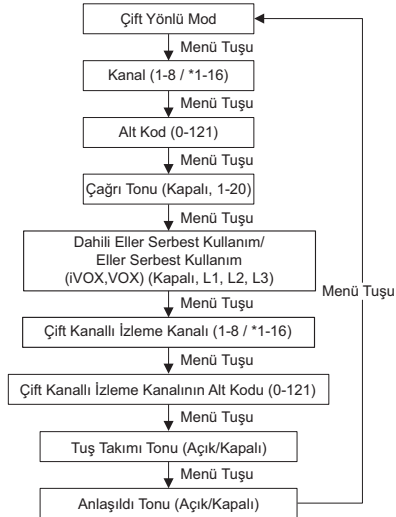 Çift Yönlü Mod
Menü Tuşu
Kanal (1-8 / *1-16)
Menü Tuşu
Alt Kod (0-121)
Menü Tuşu
Çağrı Tonu (Kapalı, 1-20)
Menü Tuşu
Dahili Eller Serbest Kullanım/
Eller Serbest Kullanım
(iVOX,VOX) (Kapalı, L1, L2, L3)
Menü Tuşu
Menü Tuşu
Çift Kanallı İzleme Kanalı (1-8 / *1-16)
Menü Tuşu
Çift Kanallı İzleme Kanalının Alt Kodu (0-121)
Menü Tuşu
Tuş Takımı Tonu (Açık/Kapalı)
Menü Tuşu
Anlaşıldı Tonu (Açık/Kapalı)